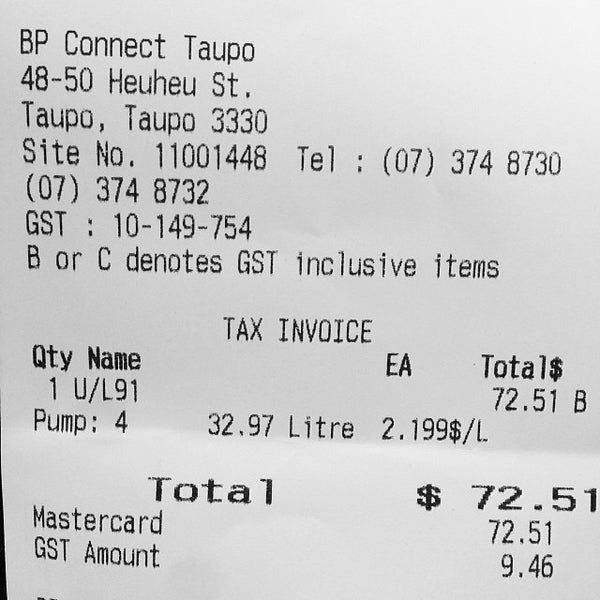 BP Connect Taupo
48-50 Heuheu St.
Taupo, Taupo 3330
Site No. 11001448 Tel : (07) 374 8730
(07) 374 8732
GST : 10-149-754
B or C denotes GST inclusive items
TAX INVOICE
Qty Name EA Total$
1 U/L91 72.51 B
Pump: 4 32.97 Litre 2.199$/L
Total $ 72.51
Mastercard 72.51
GST Amount 9.46